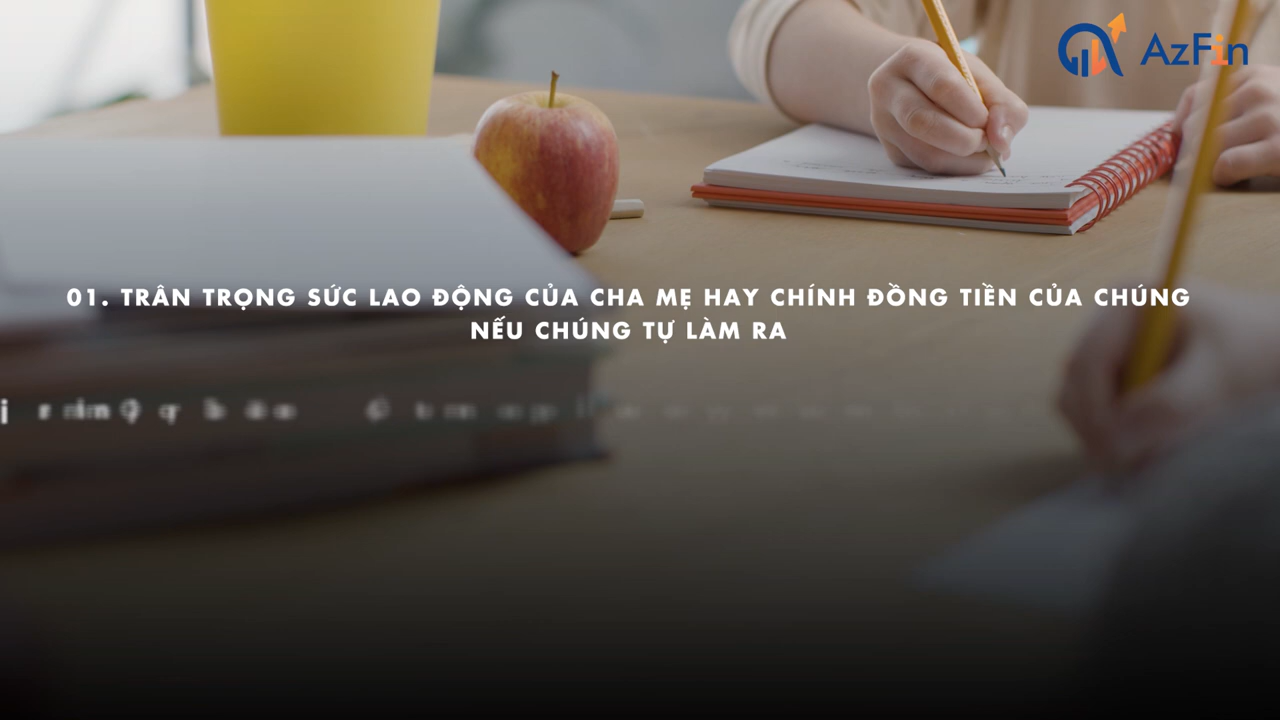 AzFin
01. TRÂN TRỌNG SỨC LAO ĐỘNG CỦA CHA MẸ HAY CHÍNH ĐỒNG TIỀN CỦA CHÚNG
NẾU CHÚNG TỰ LÀM RA